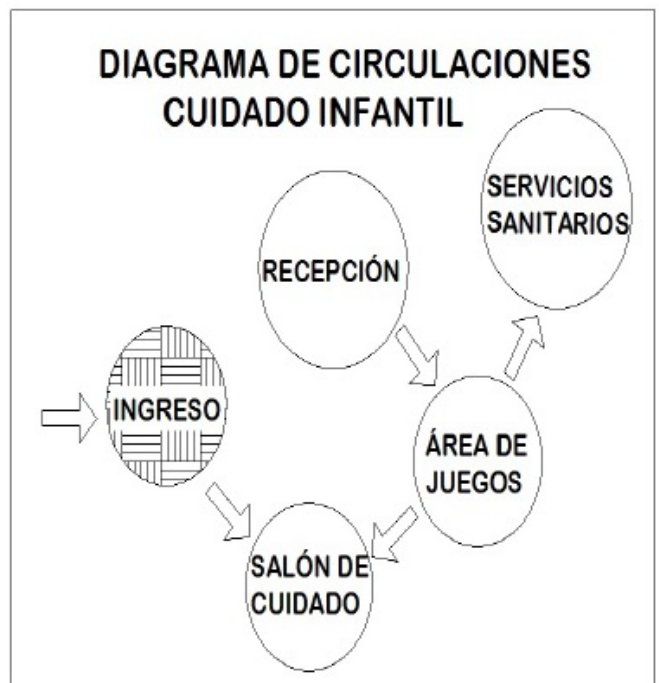 DIAGRAMA DE CIRCULACIONES
CUIDADO INFANTIL
SERVICIOS
SANITARIOS
RECEPCIÓN
INGRESO
ÁREA DE
JUEGOS
SALÓN DE
CUIDADO